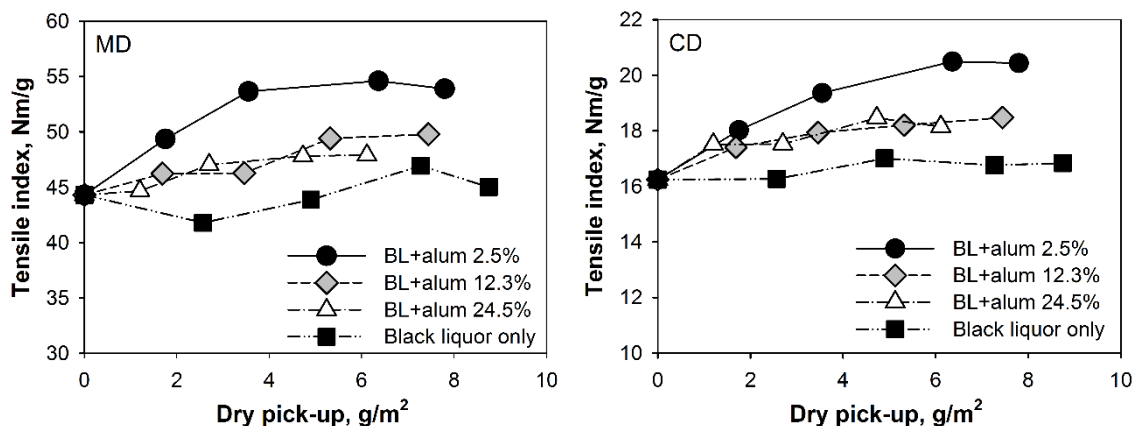 MD
Tensile index, Nm/g
60
55
50
45
40
35
30
BL+alum 2.5%
BL+alum 12.3%
BL+alum 24.5%
Black liquor only
0 2 4 6 8 10
Dry pick-up, g/m²
CD
Tensile index, Nm/g
22
20
18
16
14
12
10
BL+alum 2.5%
BL+alum 12.3%
BL+alum 24.5%
Black liquor only
0 2 4 6 8 10
Dry pick-up, g/m²